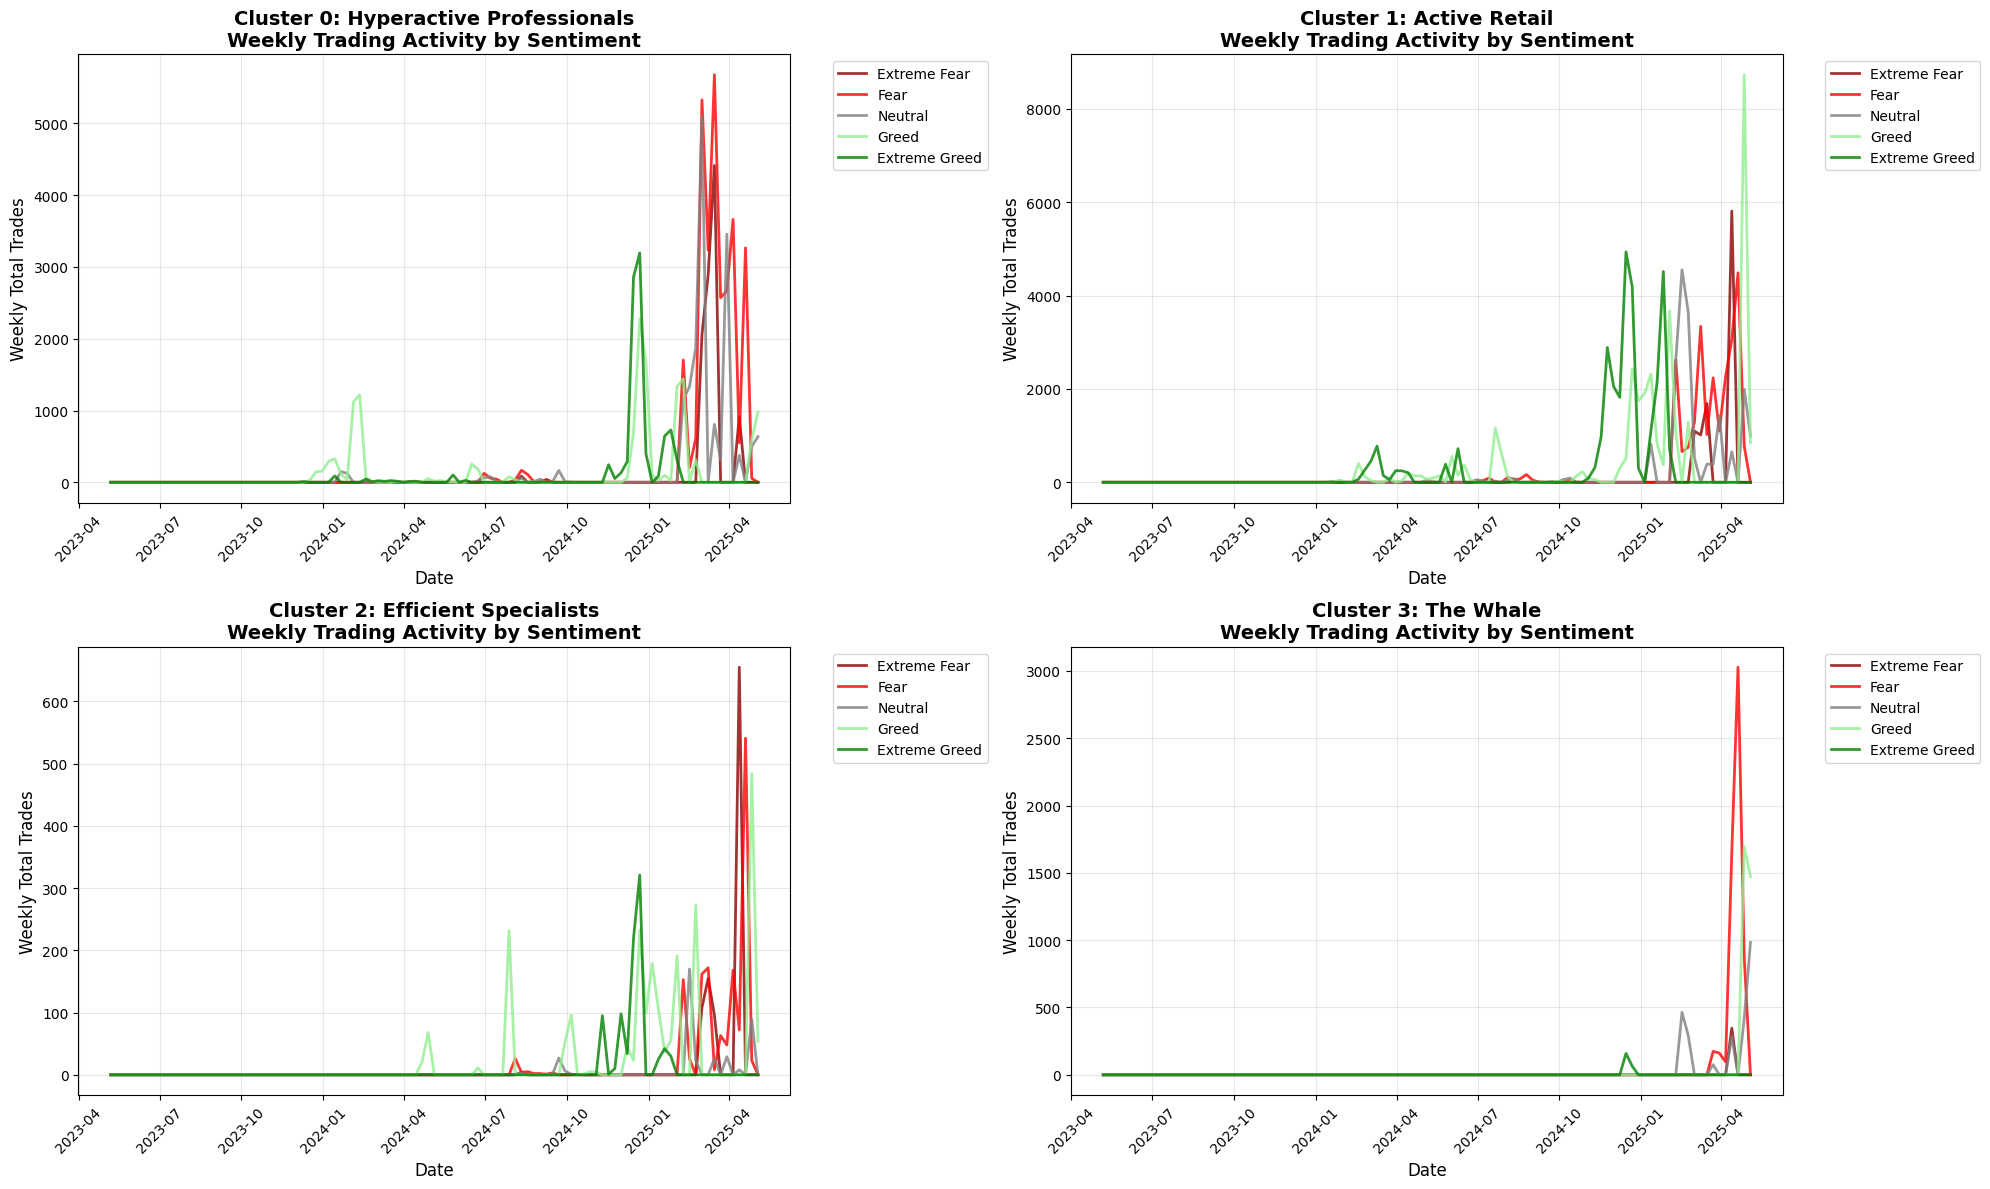 Cluster 0: Hyperactive Professionals
Weekly Trading Activity by Sentiment
Weekly Total Trades
5000
4000
3000
2000
1000
0
2023-04
2023-07
2023-10
2024-01
2024-04
2024-07
2024-10
2025-01
2025-04
Date
Extreme Fear
Fear
Neutral
Greed
Extreme Greed
Cluster 1: Active Retail
Weekly Trading Activity by Sentiment
Weekly Total Trades
8000
6000
4000
2000
0
2023-04
2023-07
2023-10
2024-01
2024-04
2024-07
2024-10
2025-01
2025-04
Date
Extreme Fear
Fear
Neutral
Greed
Extreme Greed
Cluster 2: Efficient Specialists
Weekly Trading Activity by Sentiment
Weekly Total Trades
600
500
400
300
200
100
0
2023-04
2023-07
2023-10
2024-01
2024-04
2024-07
2024-10
2025-01
2025-04
Date
Extreme Fear
Fear
Neutral
Greed
Extreme Greed
Cluster 3: The Whale
Weekly Trading Activity by Sentiment
Weekly Total Trades
3000
2500
2000
1500
1000
500
0
2023-04
2023-07
2023-10
2024-01
2024-04
2024-07
2024-10
2025-01
2025-04
Date
Extreme Fear
Fear
Neutral
Greed
Extreme Greed